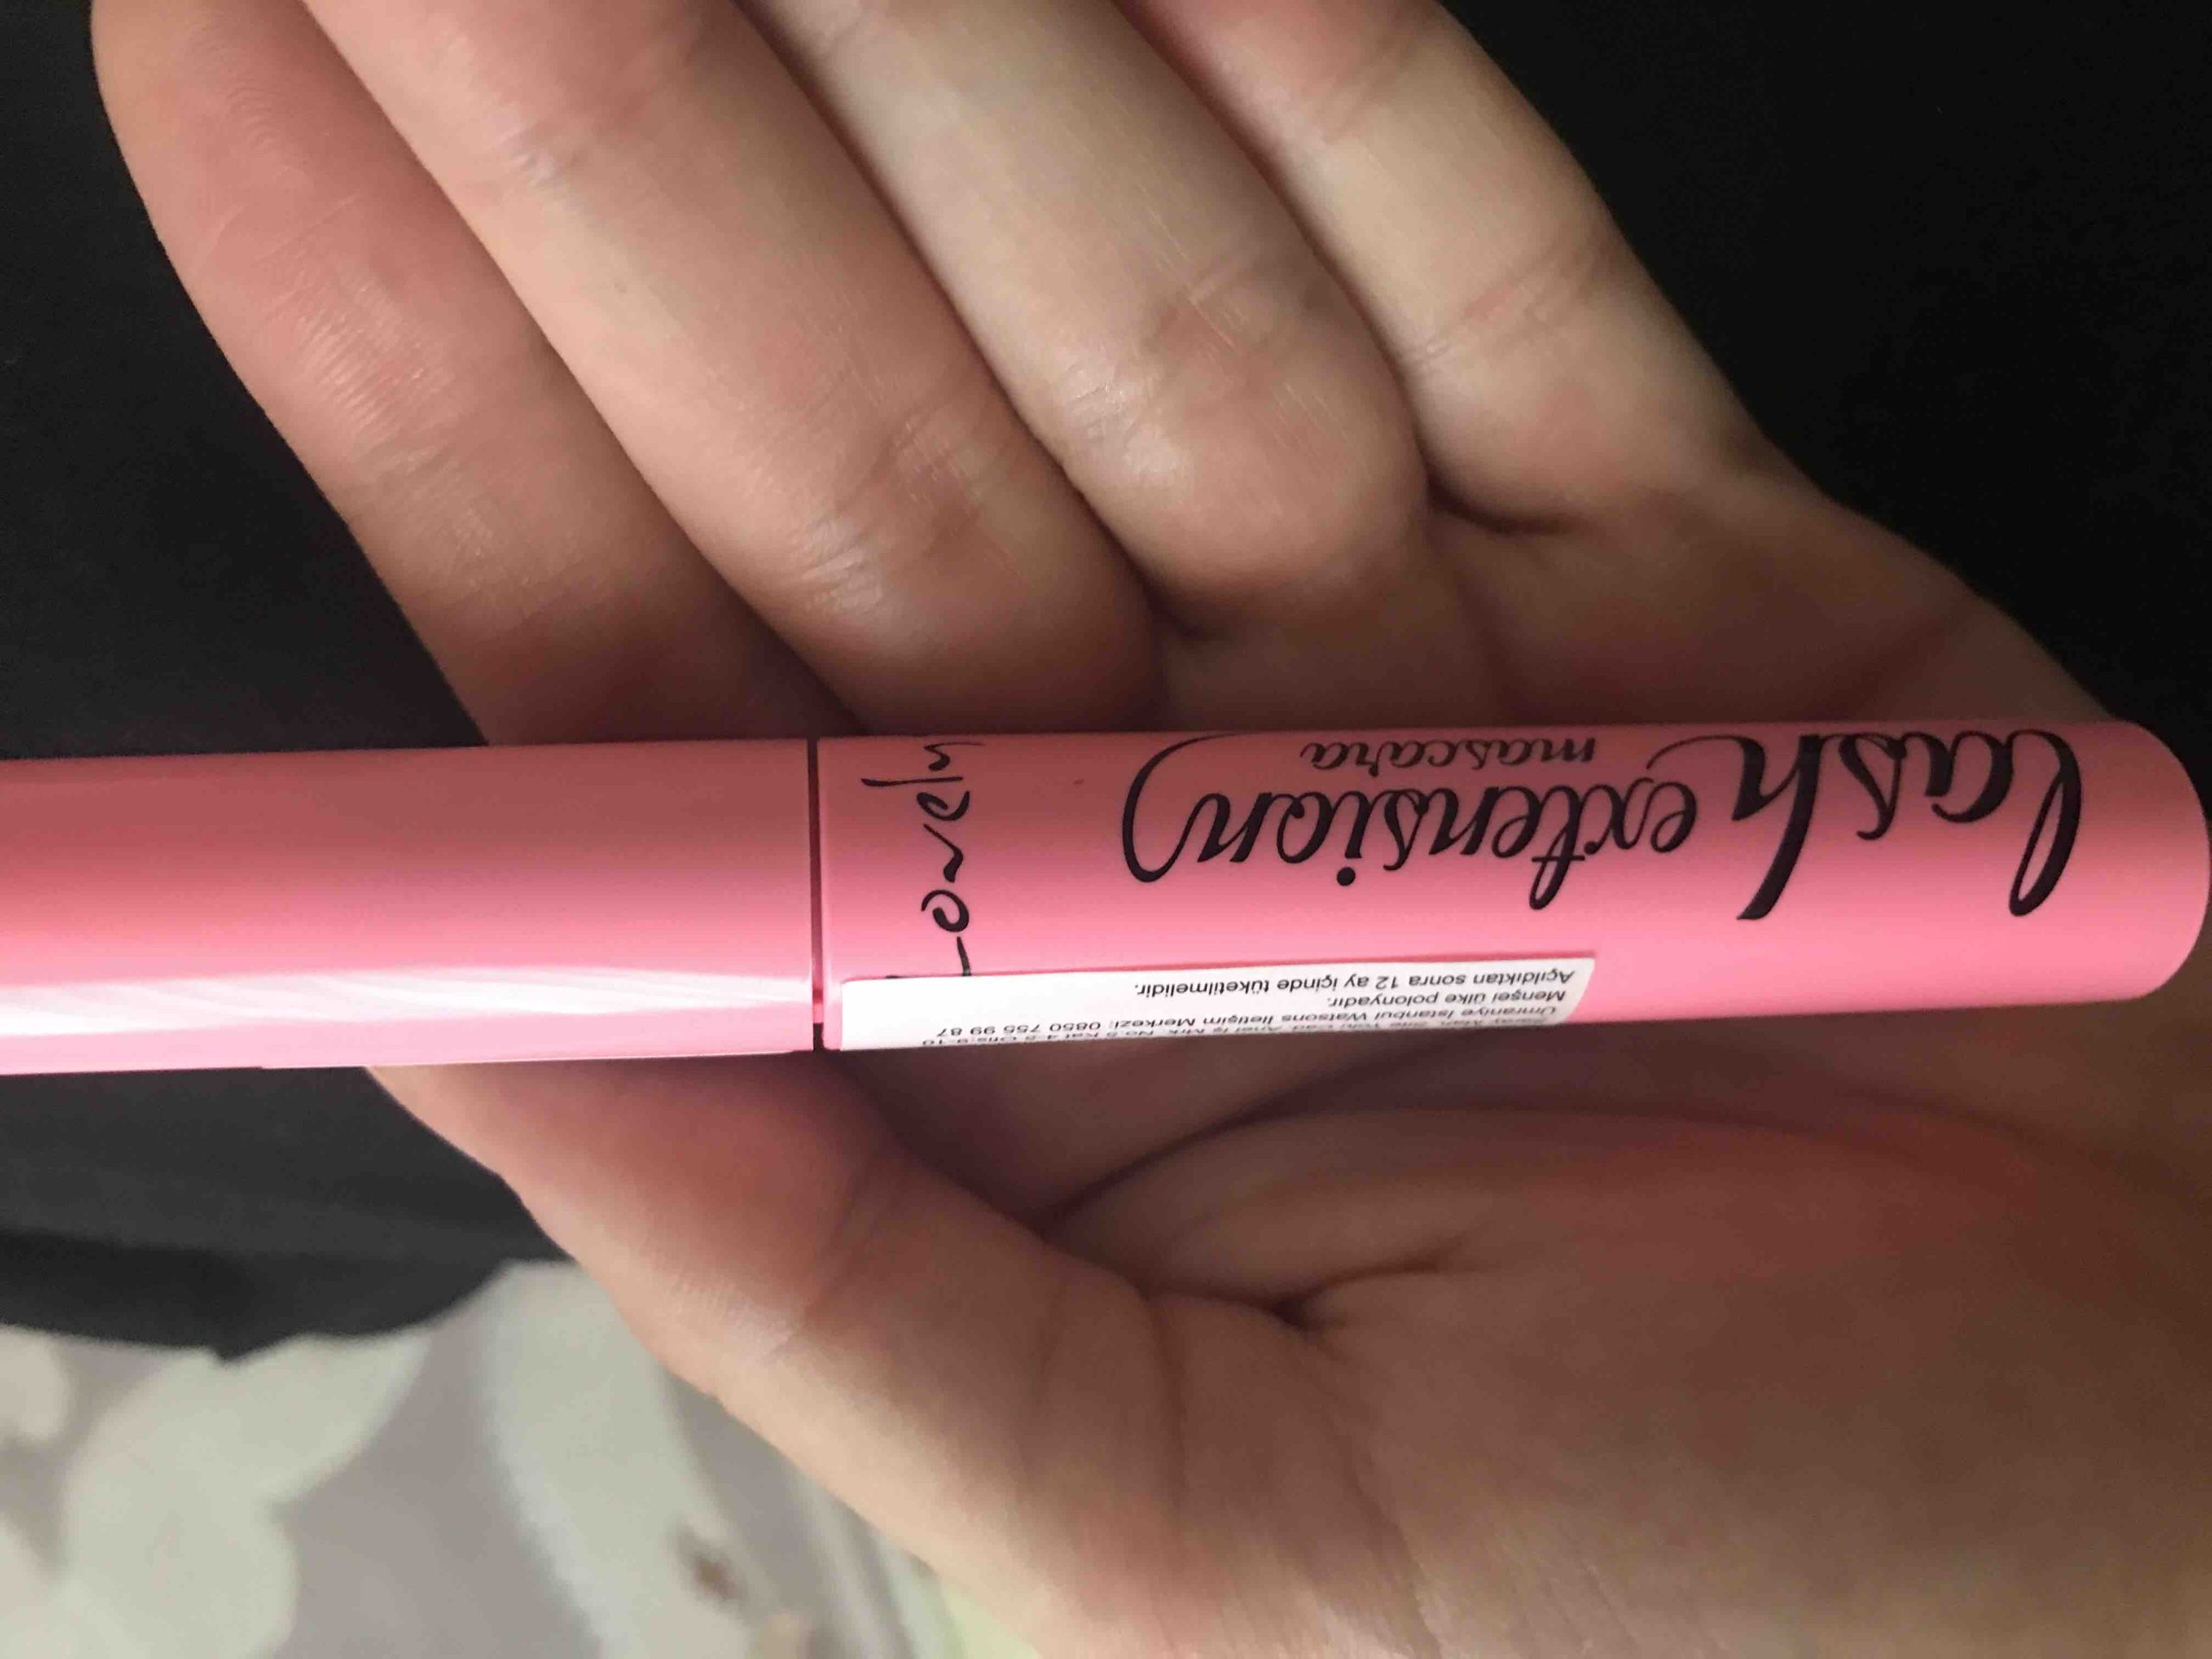 lash extension
mascara
Lovely
Ümraniye İstanbul Watsons İletişim Merkezi: 0850 755 99 87
Menşei ülke polonyadır.
Açıldıktan sonra 12 ay içinde tüketilmelidir.